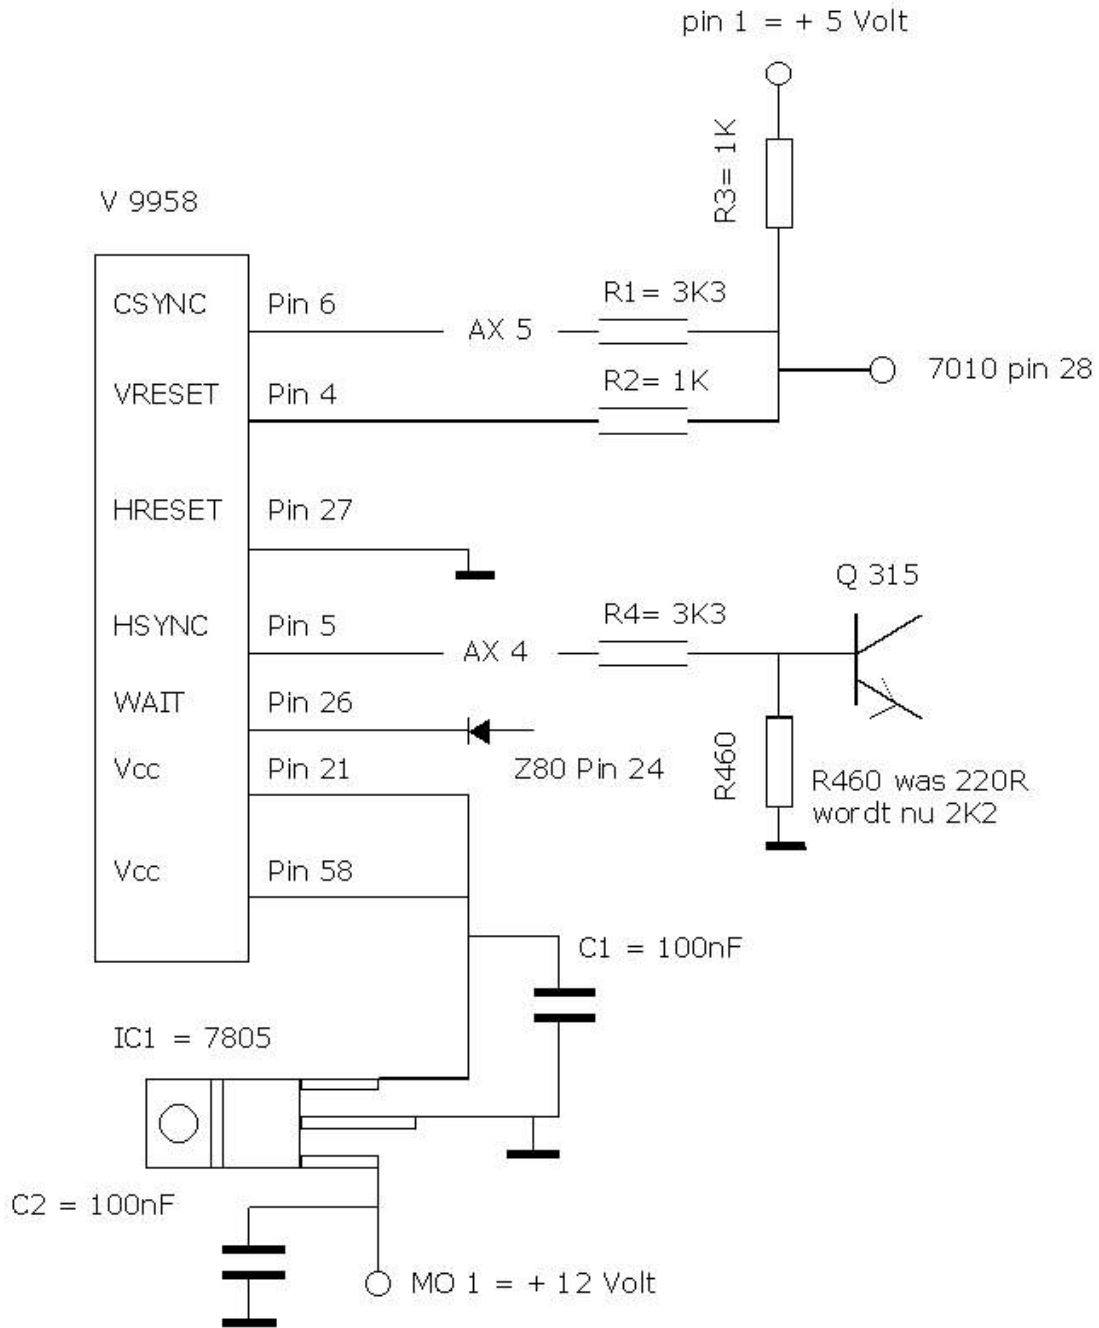 pin 1 = + 5 Volt
R3= 1K
V 9958
CSYNC
Pin 6
AX 5
R1= 3K3
VRESET
Pin 4
R2= 1K
7010 pin 28
HRESET
Pin 27
Q 315
HSYNC
Pin 5
AX 4
R4= 3K3
WAIT
Pin 26
Z80 Pin 24
Vcc
Pin 21
R460
R460 was 220R
wordt nu 2K2
Vcc
Pin 58
C1 = 100nF
IC1 = 7805
C2 = 100nF
MO 1 = + 12 Volt